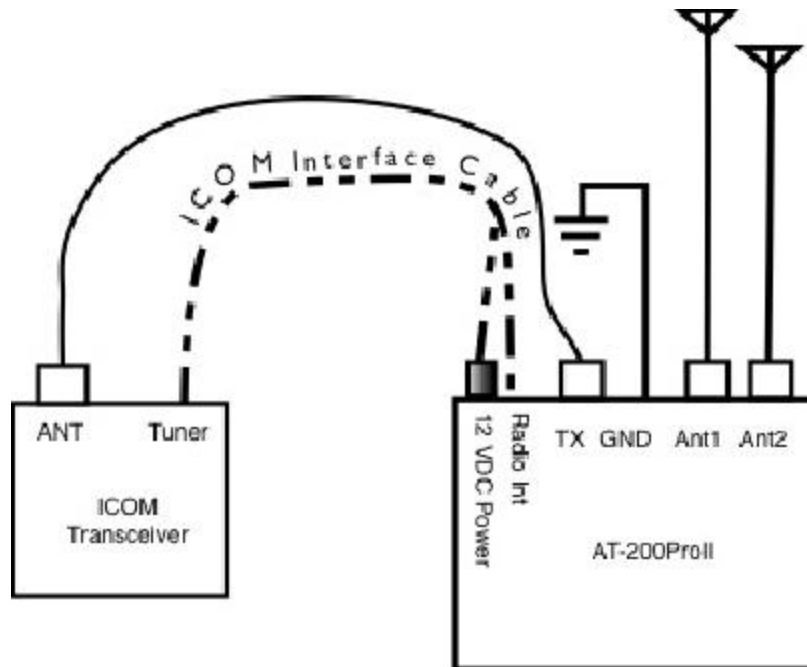 ICOM Interface Cable
ANT
Tuner
ICOM
Transceiver
12 VDC Power
Radio Int
TX
GND
Ant1
Ant2
AT-200ProII